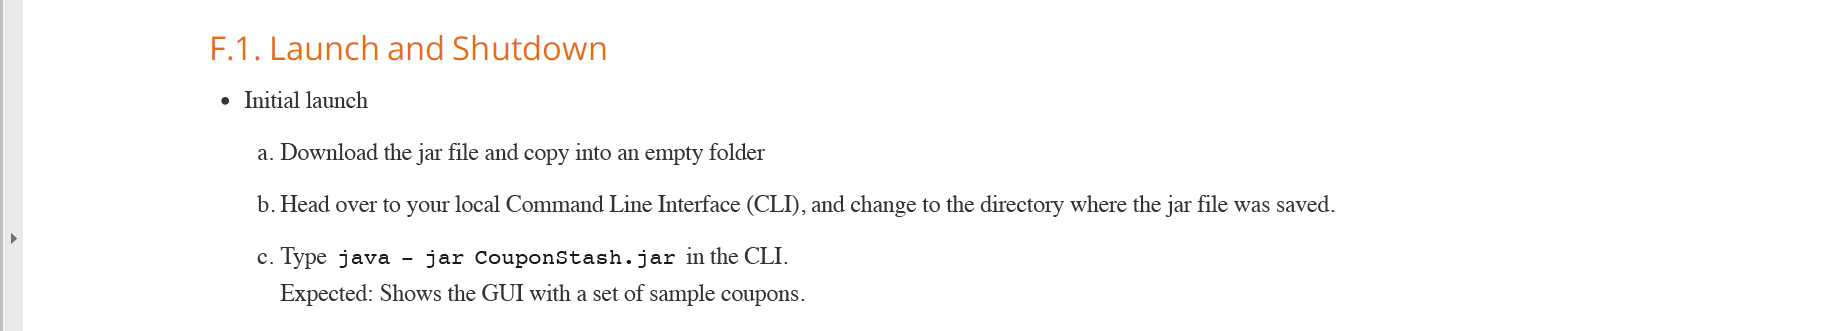 F.1. Launch and Shutdown
• Initial launch
a. Download the jar file and copy into an empty folder
b. Head over to your local Command Line Interface (CLI), and change to the directory where the jar file was saved.
c. Type java - jar CouponStash.jar in the CLI.
Expected: Shows the GUI with a set of sample coupons.